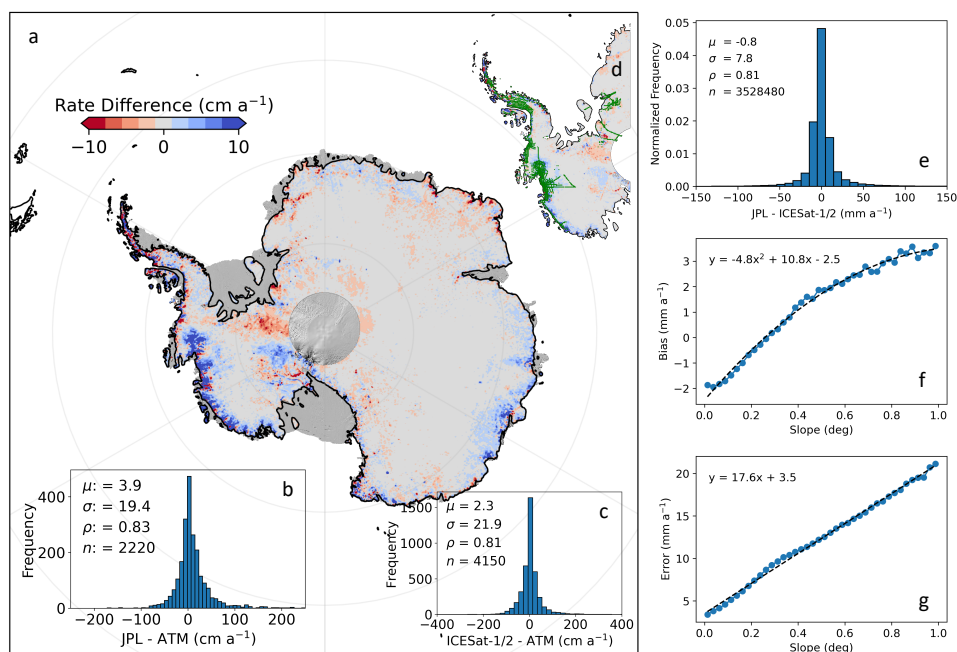 a
Rate Difference (cm a⁻¹)
−10 0 10
d
b
μ: = 3.9
σ: = 19.4
ρ: = 0.83
n: = 2220
Frequency
400
200
0
−200 −100 0 100 200
JPL - ATM (cm a⁻¹)
c
μ = 2.3
σ = 21.9
ρ = 0.81
n = 4150
Frequency
1500
1000
500
0
−400 −200 0 200 400
ICESat-1/2 - ATM (cm a⁻¹)
e
μ = -0.8
σ = 7.8
ρ = 0.81
n = 3528480
Normalized Frequency
0.05
0.04
0.03
0.02
0.01
0.00
−150 −100 −50 0 50 100 150
JPL - ICESat-1/2 (mm a⁻¹)
y = -4.8x² + 10.8x - 2.5
f
Bias (mm a⁻¹)
3
2
1
0
−1
−2
0.0 0.2 0.4 0.6 0.8 1.0
Slope (deg)
y = 17.6x + 3.5
g
Error (mm a⁻¹)
20
15
10
5
0.0 0.2 0.4 0.6 0.8 1.0
Slope (deg)